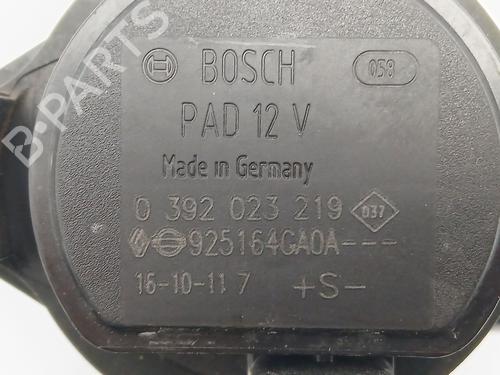 BOSCH 058
PAD 12 V
Made in Germany
0 392 023 219 037
925164GA0A---
16-10-11 7 +S-
B-PARTS